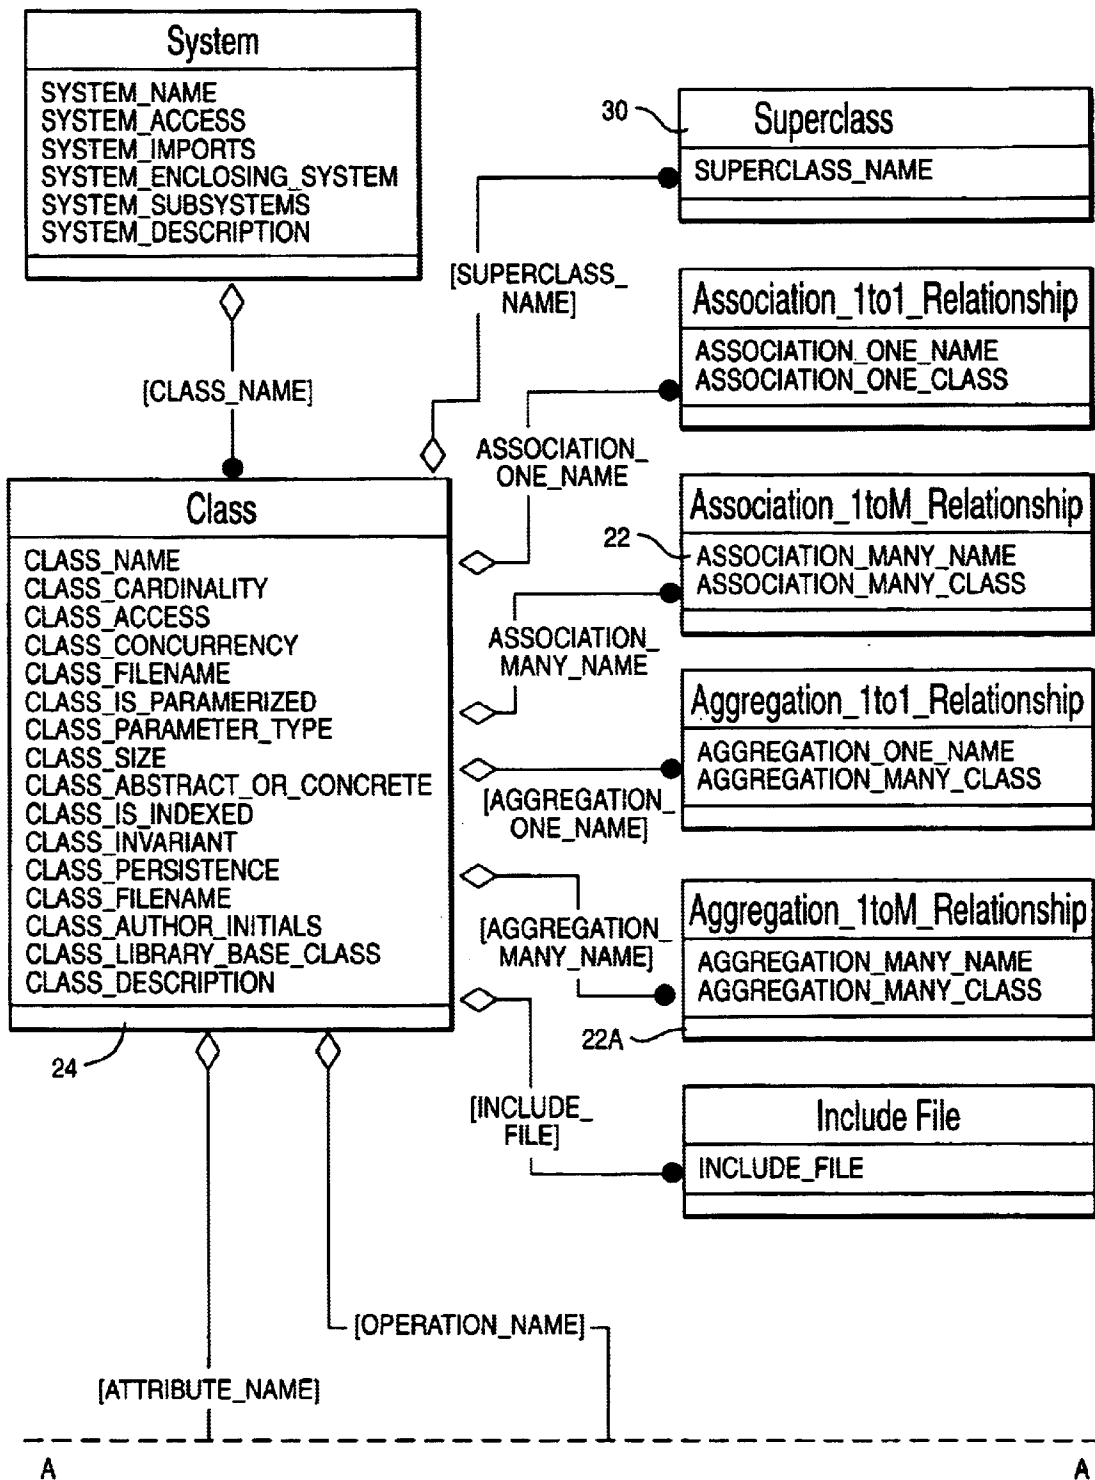 System
SYSTEM_NAME
SYSTEM_ACCESS
SYSTEM_IMPORTS
SYSTEM_ENCLOSING_SYSTEM
SYSTEM_SUBSYSTEMS
SYSTEM_DESCRIPTION
[CLASS_NAME]
Class
CLASS_NAME
CLASS_CARDINALITY
CLASS_ACCESS
CLASS_CONCURRENCY
CLASS_FILENAME
CLASS_IS_PARAMERIZED
CLASS_PARAMETER_TYPE
CLASS_SIZE
CLASS_ABSTRACT_OR_CONCRETE
CLASS_IS_INDEXED
CLASS_INVARIANT
CLASS_PERSISTENCE
CLASS_FILENAME
CLASS_AUTHOR_INITIALS
CLASS_LIBRARY_BASE_CLASS
CLASS_DESCRIPTION
24
[SUPERCLASS_
NAME]
30
Superclass
SUPERCLASS_NAME
ASSOCIATION_
ONE_NAME
Association_1to1_Relationship
ASSOCIATION_ONE_NAME
ASSOCIATION_ONE_CLASS
ASSOCIATION_
MANY_NAME
22
Association_1toM_Relationship
ASSOCIATION_MANY_NAME
ASSOCIATION_MANY_CLASS
[AGGREGATION_
ONE_NAME]
Aggregation_1to1_Relationship
AGGREGATION_ONE_NAME
AGGREGATION_MANY_CLASS
[AGGREGATION_
MANY_NAME]
Aggregation_1toM_Relationship
AGGREGATION_MANY_NAME
AGGREGATION_MANY_CLASS
22A
[INCLUDE_
FILE]
Include File
INCLUDE_FILE
[OPERATION_NAME]
[ATTRIBUTE_NAME]
A
A